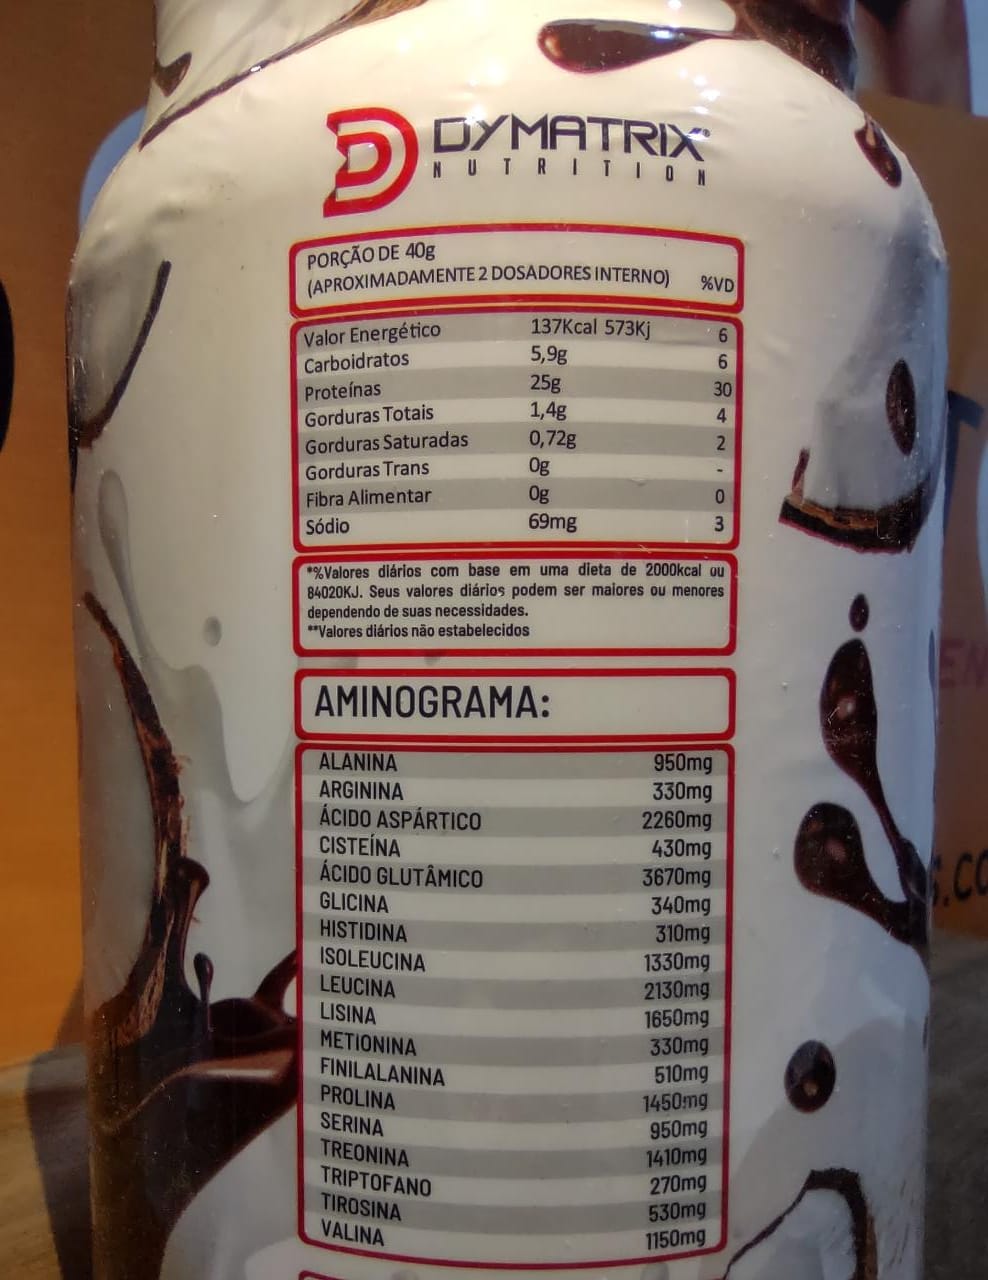 DYMATRIX®
NUTRITION
PORÇÃO DE 40g
(APROXIMADAMENTE 2 DOSADORES INTERNO) %VD
Valor Energético 137Kcal 573Kj 6
Carboidratos 5,9g 6
Proteínas 25g 30
Gorduras Totais 1,4g 4
Gorduras Saturadas 0,72g 2
Gorduras Trans 0g -
Fibra Alimentar 0g 0
Sódio 69mg 3
*%Valores diários com base em uma dieta de 2000kcal ou
84020KJ. Seus valores diários podem ser maiores ou menores
dependendo de suas necessidades.
**Valores diários não estabelecidos
AMINOGRAMA:
ALANINA 950mg
ARGININA 330mg
ÁCIDO ASPÁRTICO 2260mg
CISTEÍNA 430mg
ÁCIDO GLUTÂMICO 3670mg
GLICINA 340mg
HISTIDINA 310mg
ISOLEUCINA 1330mg
LEUCINA 2130mg
LISINA 1650mg
METIONINA 330mg
FINILALANINA 510mg
PROLINA 1450mg
SERINA 950mg
TREONINA 1410mg
TRIPTOFANO 270mg
TIROSINA 530mg
VALINA 1150mg